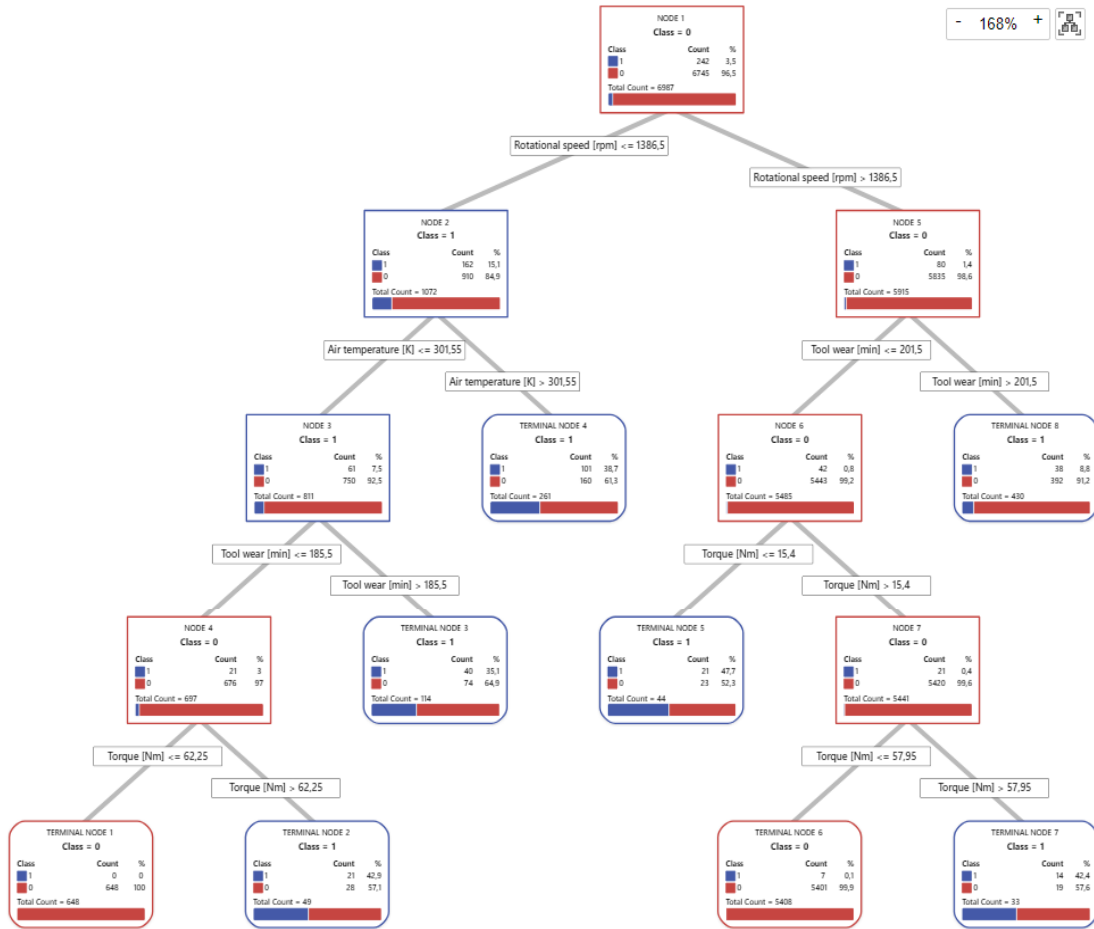 - 168% +
NODE 1
Class = 0
Class Count %
1 242 3,5
0 6745 96,5
Total Count = 6987
Rotational speed [rpm] <= 1386,5
Rotational speed [rpm] > 1386,5
NODE 2
Class = 1
Class Count %
1 162 15,1
0 910 84,9
Total Count = 1072
NODE 5
Class = 0
Class Count %
1 80 1,4
0 5835 98,6
Total Count = 5915
Air temperature [K] <= 301,55
Air temperature [K] > 301,55
Tool wear [min] <= 201,5
Tool wear [min] > 201,5
NODE 3
Class = 1
Class Count %
1 61 7,5
0 750 92,5
Total Count = 811
TERMINAL NODE 4
Class = 1
Class Count %
1 101 38,7
0 160 61,3
Total Count = 261
NODE 6
Class = 0
Class Count %
1 42 0,8
0 5443 99,2
Total Count = 5485
TERMINAL NODE 8
Class = 1
Class Count %
1 38 8,8
0 392 91,2
Total Count = 430
Tool wear [min] <= 185,5
Tool wear [min] > 185,5
Torque [Nm] <= 15,4
Torque [Nm] > 15,4
NODE 4
Class = 0
Class Count %
1 21 3
0 676 97
Total Count = 697
TERMINAL NODE 3
Class = 1
Class Count %
1 40 35,1
0 74 64,9
Total Count = 114
TERMINAL NODE 5
Class = 1
Class Count %
1 21 47,7
0 23 52,3
Total Count = 44
NODE 7
Class = 0
Class Count %
1 21 0,4
0 5420 99,6
Total Count = 5441
Torque [Nm] <= 62,25
Torque [Nm] > 62,25
Torque [Nm] <= 57,95
Torque [Nm] > 57,95
TERMINAL NODE 1
Class = 0
Class Count %
1 0 0
0 648 100
Total Count = 648
TERMINAL NODE 2
Class = 1
Class Count %
1 21 42,9
0 28 57,1
Total Count = 49
TERMINAL NODE 6
Class = 0
Class Count %
1 7 0,1
0 5401 99,9
Total Count = 5408
TERMINAL NODE 7
Class = 1
Class Count %
1 14 42,4
0 19 57,6
Total Count = 33